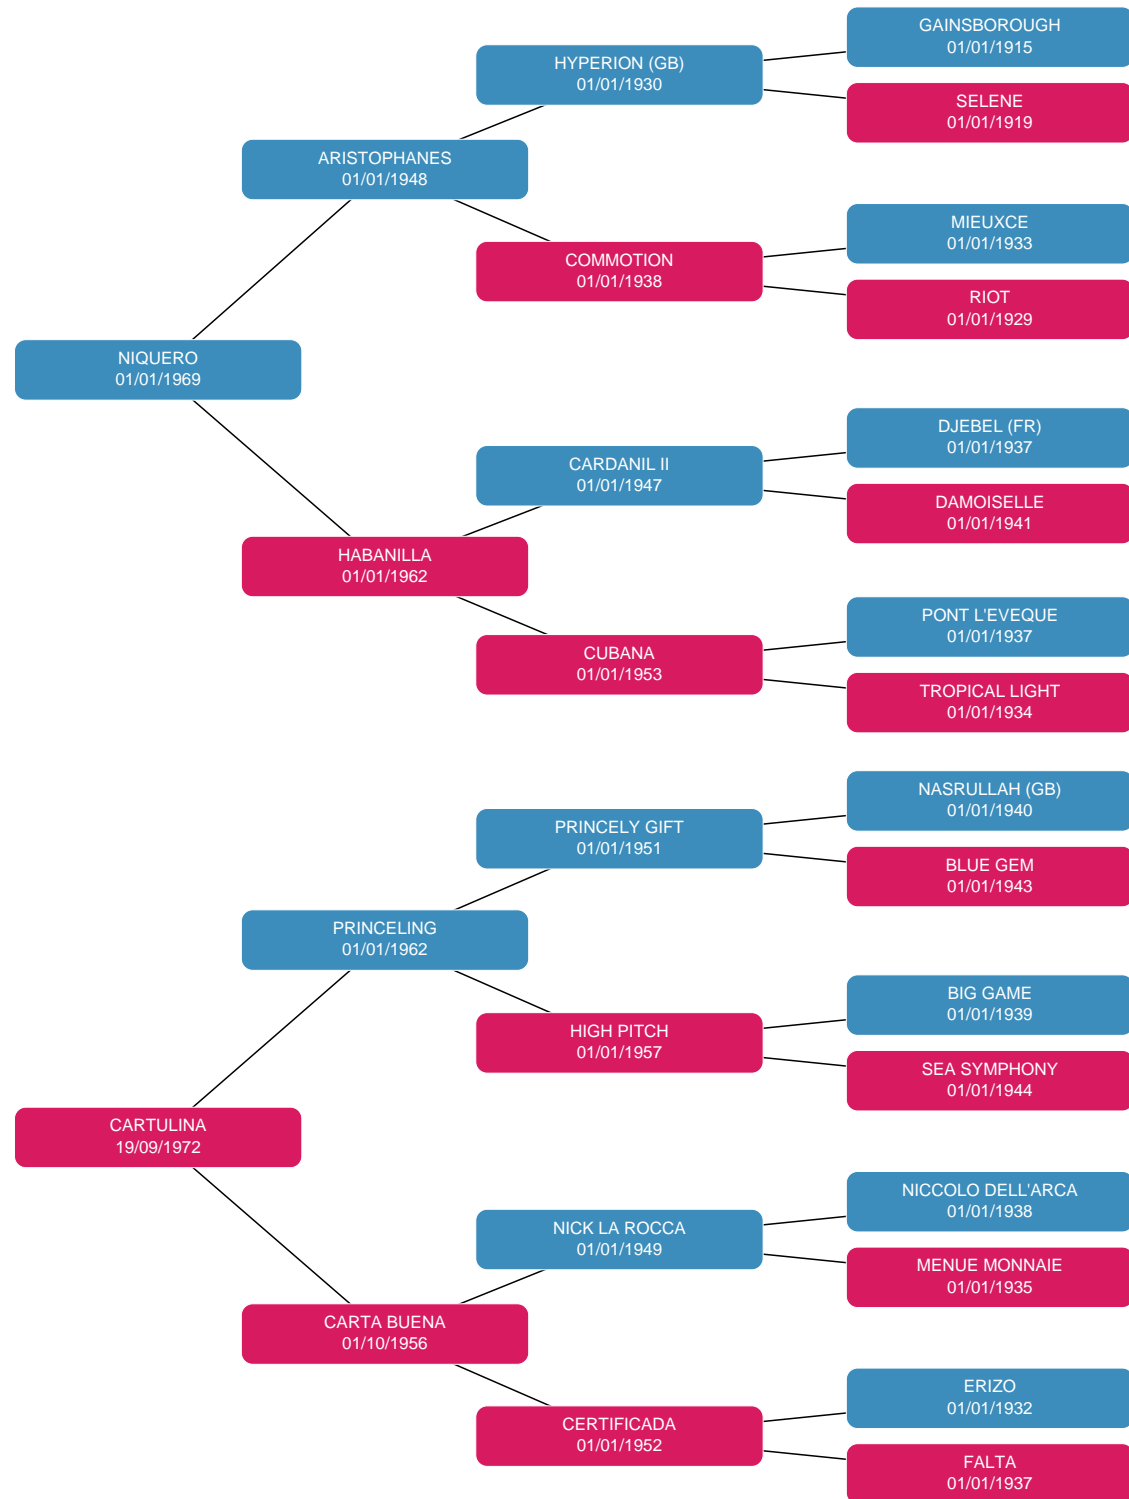 GAINSBOROUGH
01/01/1915
HYPERION (GB)
01/01/1930
SELENE
01/01/1919
ARISTOPHANES
01/01/1948
MIEUXCE
01/01/1933
COMMOTION
01/01/1938
RIOT
01/01/1929
NIQUERO
01/01/1969
DJEBEL (FR)
01/01/1937
CARDANIL II
01/01/1947
DAMOISELLE
01/01/1941
HABANILLA
01/01/1962
PONT L'EVEQUE
01/01/1937
CUBANA
01/01/1953
TROPICAL LIGHT
01/01/1934
NASRULLAH (GB)
01/01/1940
PRINCELY GIFT
01/01/1951
BLUE GEM
01/01/1943
PRINCELING
01/01/1962
BIG GAME
01/01/1939
HIGH PITCH
01/01/1957
SEA SYMPHONY
01/01/1944
CARTULINA
19/09/1972
NICCOLO DELL'ARCA
01/01/1938
NICK LA ROCCA
01/01/1949
MENUE MONNAIE
01/01/1935
CARTA BUENA
01/10/1956
ERIZO
01/01/1932
CERTIFICADA
01/01/1952
FALTA
01/01/1937